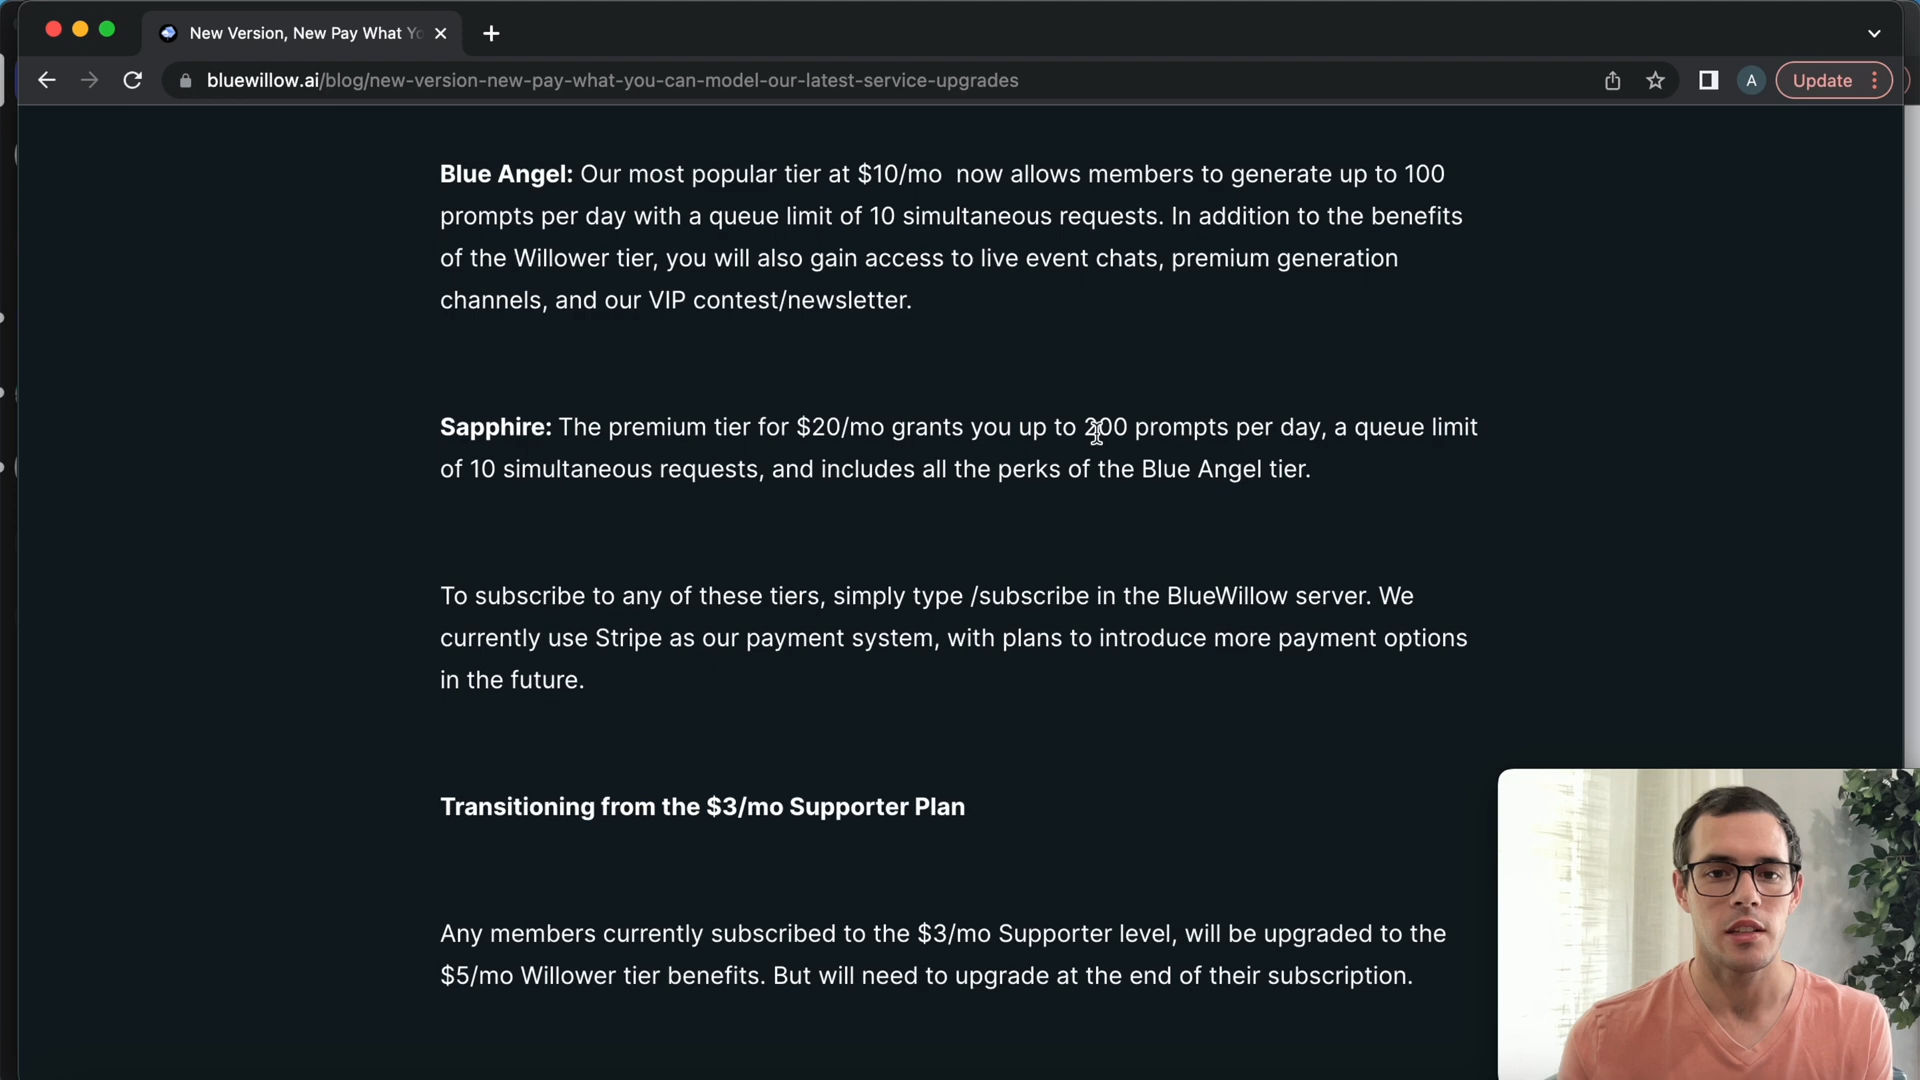 New Version, New Pay What Yo
bluewillow.ai/blog/new-version-new-pay-what-you-can-model-our-latest-service-upgrades
A
Update
Blue Angel: Our most popular tier at $10/mo  now allows members to generate up to 100
prompts per day with a queue limit of 10 simultaneous requests. In addition to the benefits
of the Willower tier, you will also gain access to live event chats, premium generation
channels, and our VIP contest/newsletter.
Sapphire: The premium tier for $20/mo grants you up to 200 prompts per day, a queue limit
of 10 simultaneous requests, and includes all the perks of the Blue Angel tier.
To subscribe to any of these tiers, simply type /subscribe in the BlueWillow server. We
currently use Stripe as our payment system, with plans to introduce more payment options
in the future.
Transitioning from the $3/mo Supporter Plan
Any members currently subscribed to the $3/mo Supporter level, will be upgraded to the
$5/mo Willower tier benefits. But will need to upgrade at the end of their subscription.